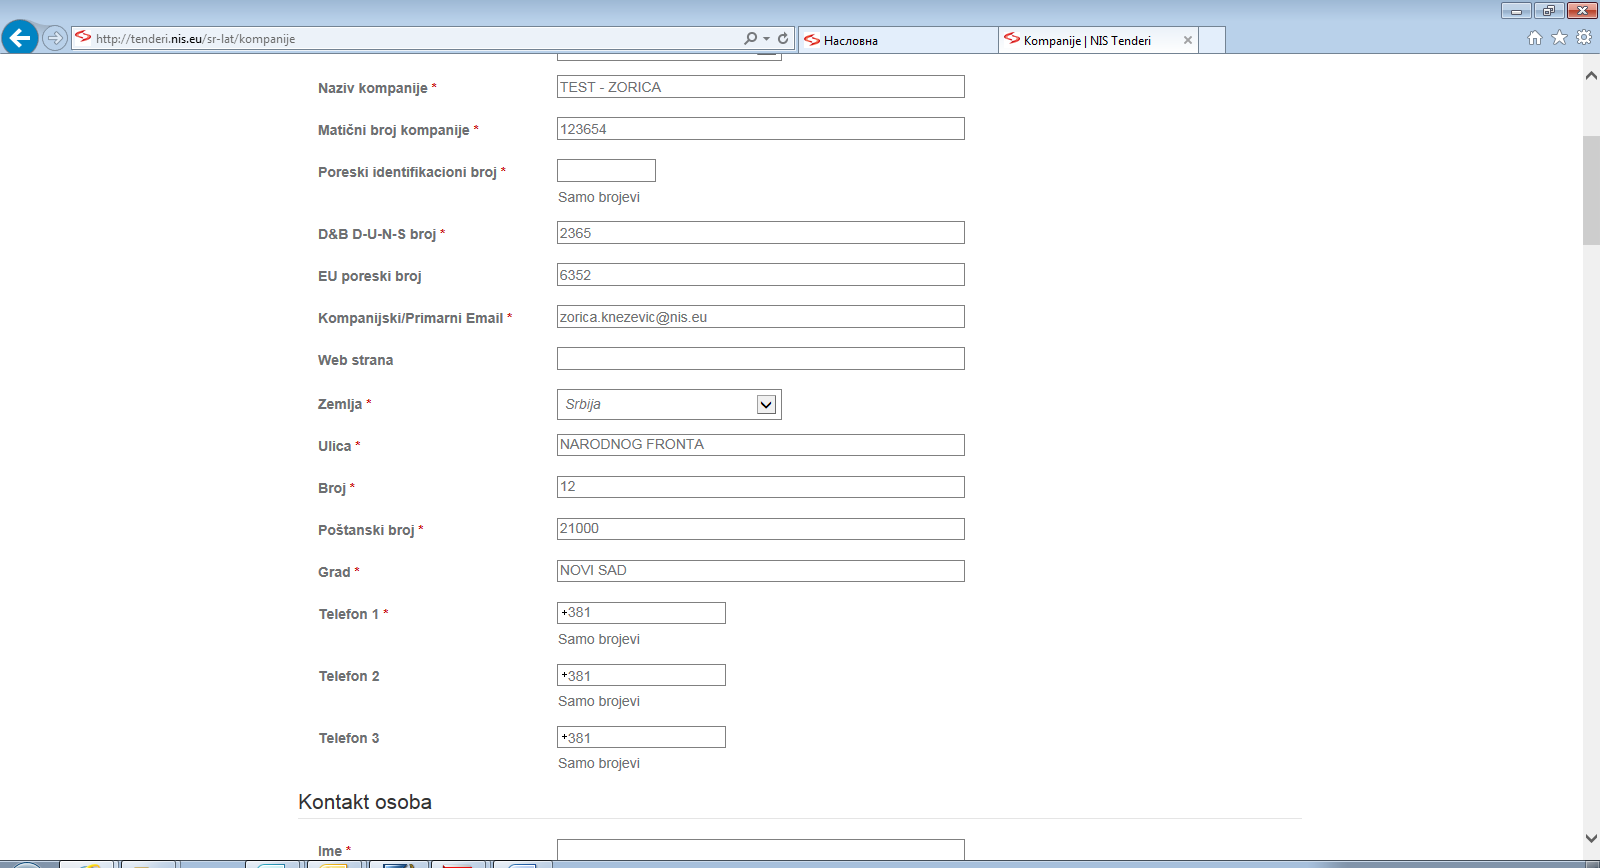 http://tenderi.nis.eu/sr-lat/kompanije
Насловна
Kompanije | NIS Tenderi
Naziv kompanije *
TEST - ZORICA
Matični broj kompanije *
123654
Poreski identifikacioni broj *
Samo brojevi
D&B D-U-N-S broj *
2365
EU poreski broj
6352
Kompanijski/Primarni Email *
zorica.knezevic@nis.eu
Web strana
Zemlja *
Srbija
Ulica *
NARODNOG FRONTA
Broj *
12
Poštanski broj *
21000
Grad *
NOVI SAD
Telefon 1 *
+381
Samo brojevi
Telefon 2
+381
Samo brojevi
Telefon 3
+381
Samo brojevi
Kontakt osoba
Ime *